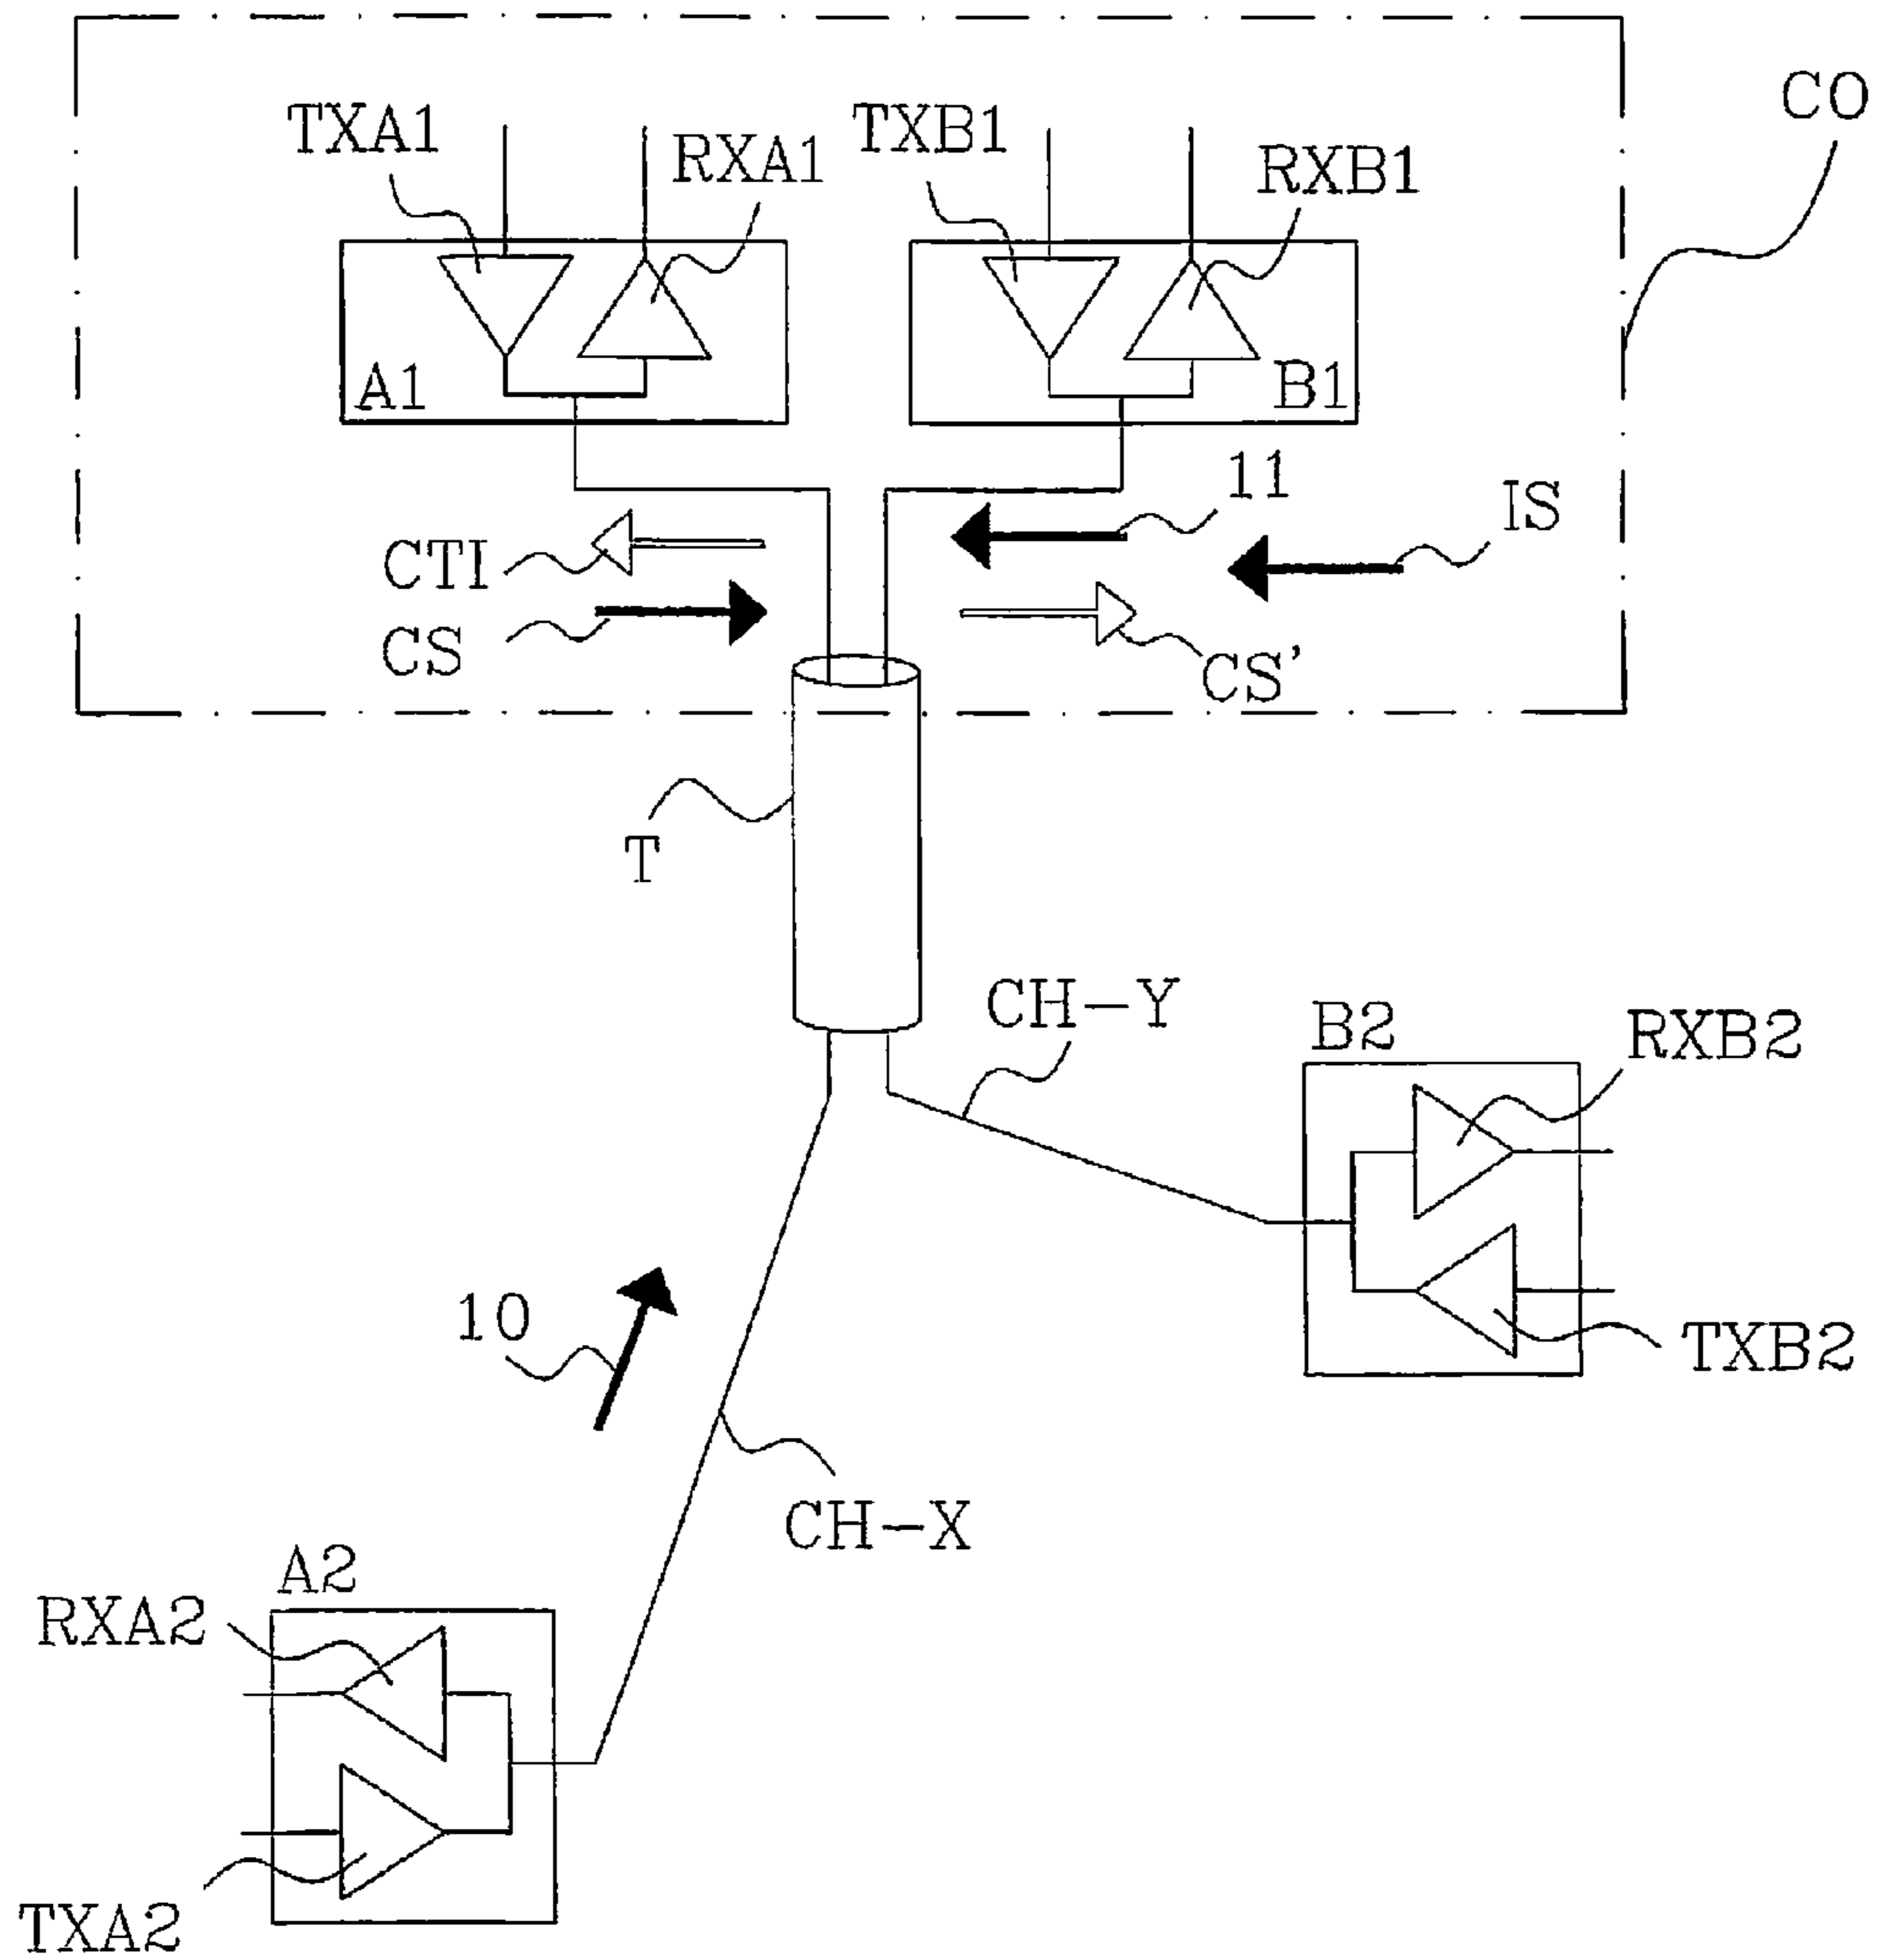 CO
TXA1
RXA1
TXB1
RXB1
A1
B1
11
IS
CTI
CS
CS'
T
CH-Y
B2
RXB2
10
TXB2
CH-X
A2
RXA2
TXA2